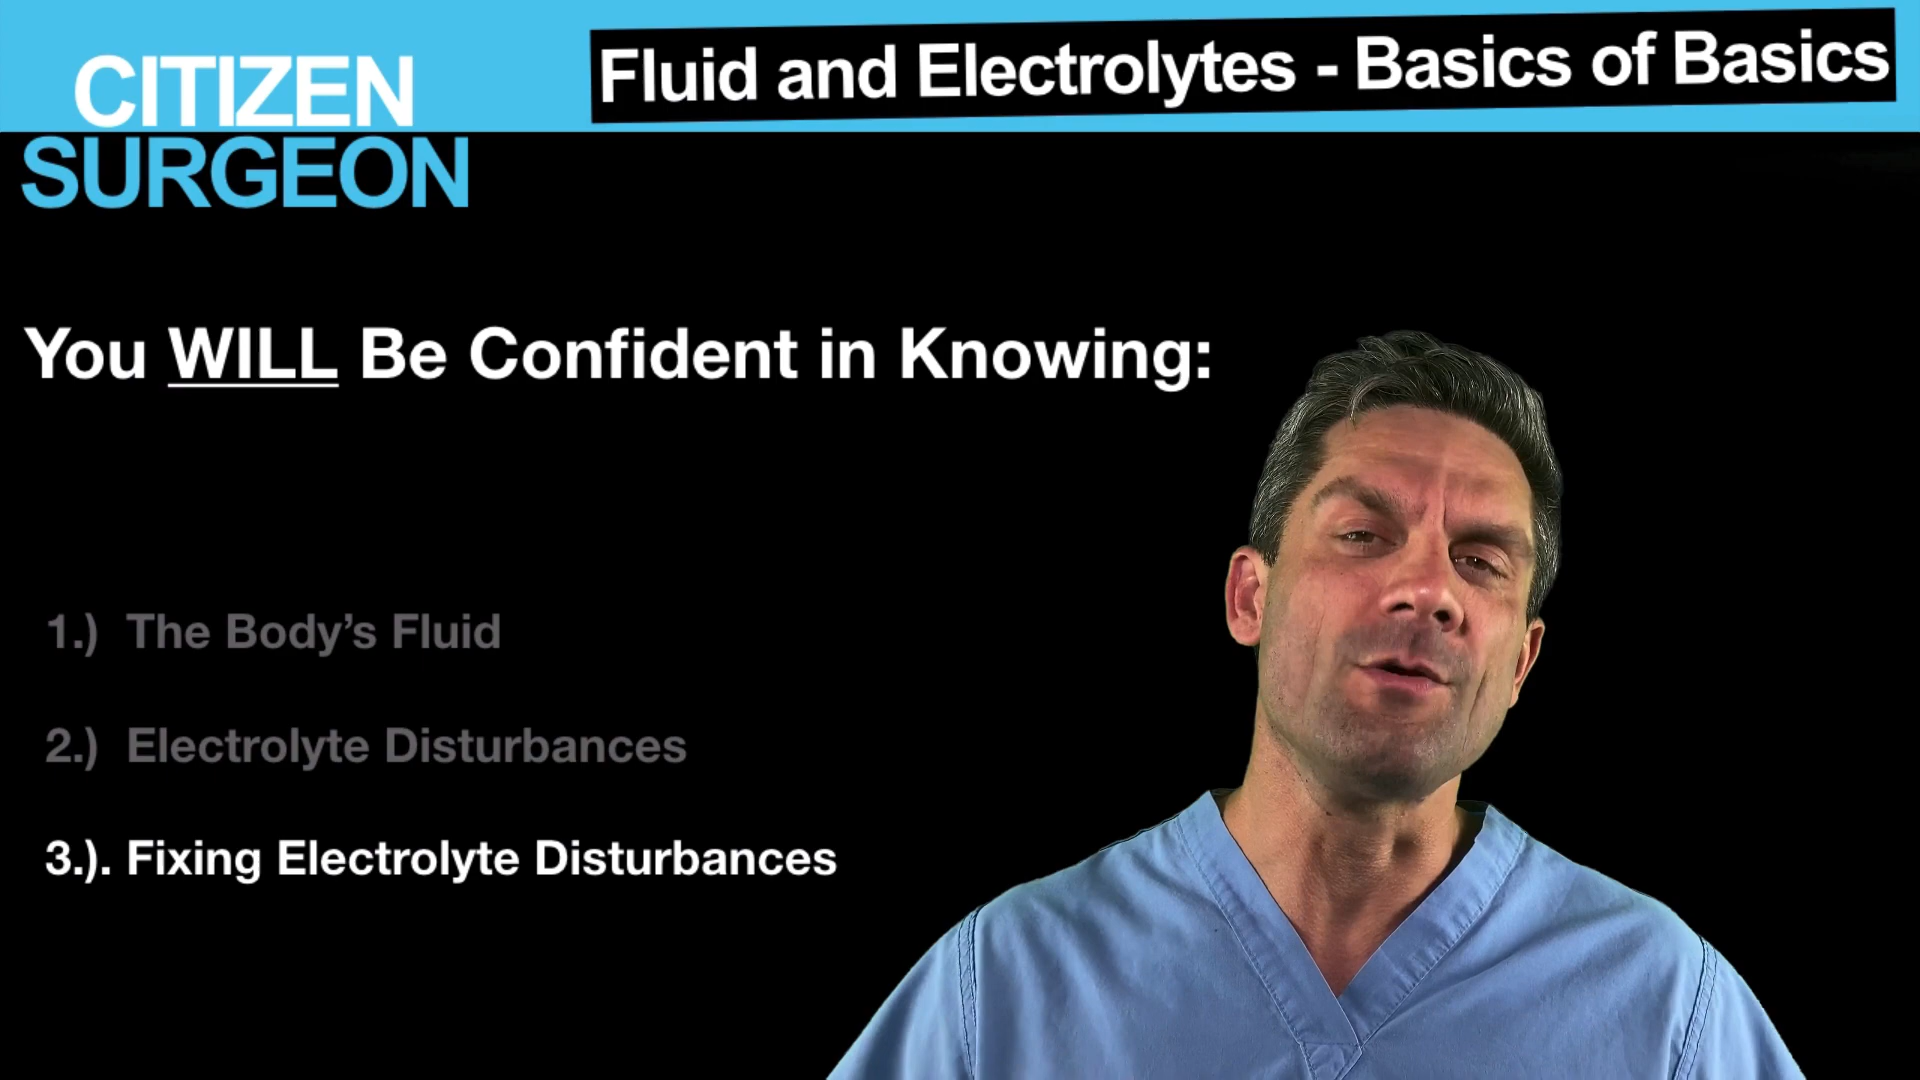 CITIZEN
SURGEON
Fluid and Electrolytes - Basics of Basics
You WILL Be Confident in Knowing:
1.) The Body’s Fluid
2.) Electrolyte Disturbances
3.). Fixing Electrolyte Disturbances